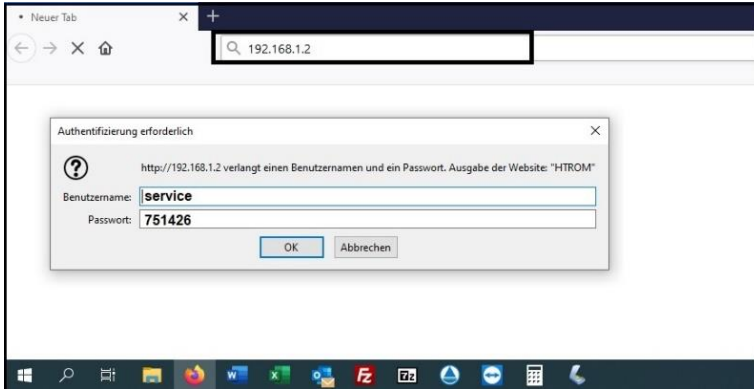 Neuer Tab
192.168.1.2
Authentifizierung erforderlich
http://192.168.1.2 verlangt einen Benutzernamen und ein Passwort. Ausgabe der Website: "HTROM"
Benutzername: service
Passwort: 751426
OK Abbrechen